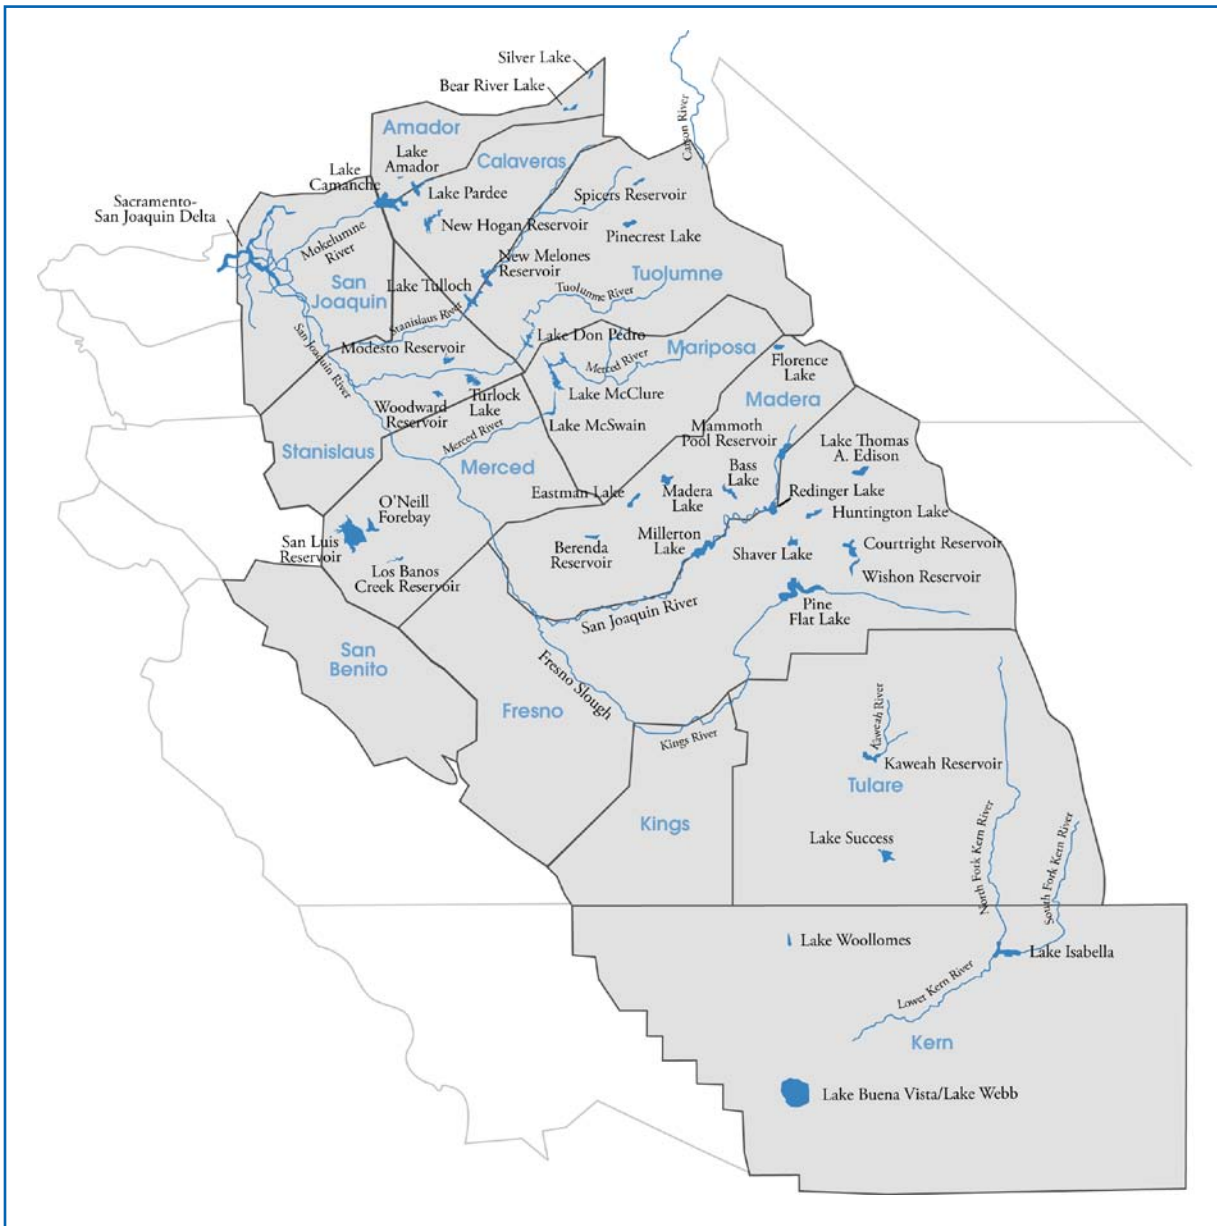 Silver Lake
Bear River Lake
Carson River
Amador
Lake
Amador
Calaveras
Lake
Camanche
Lake Pardee
Sacramento-
San Joaquin Delta
Spicers Reservoir
New Hogan Reservoir
Pinecrest Lake
Mokelumne
River
New Melones
Reservoir
Tuolumne
San
Joaquin
Lake Tulloch
Tuolumne River
Stanislaus River
San Joaquin River
Lake Don Pedro
Modesto Reservoir
Mariposa
Merced River
Florence
Lake
Woodward
Reservoir
Turlock
Lake
Lake McClure
Madera
Lake McSwain
Mammoth
Pool Reservoir
Merced River
Stanislaus
Merced
Lake Thomas
A. Edison
Bass
Lake
Eastman Lake
Madera
Lake
Redinger Lake
O'Neill
Forebay
Huntington Lake
San Luis
Reservoir
Berenda
Reservoir
Millerton
Lake
Shaver Lake
Courtright Reservoir
Los Banos
Creek Reservoir
Wishon Reservoir
San Joaquin River
Pine
Flat Lake
San
Benito
Fresno Slough
Fresno
Kaweah River
Kings River
Kaweah Reservoir
Tulare
Kings
Lake Success
North Fork Kern River
South Fork Kern River
Lake Woollomes
Lake Isabella
Lower Kern River
Kern
Lake Buena Vista/Lake Webb